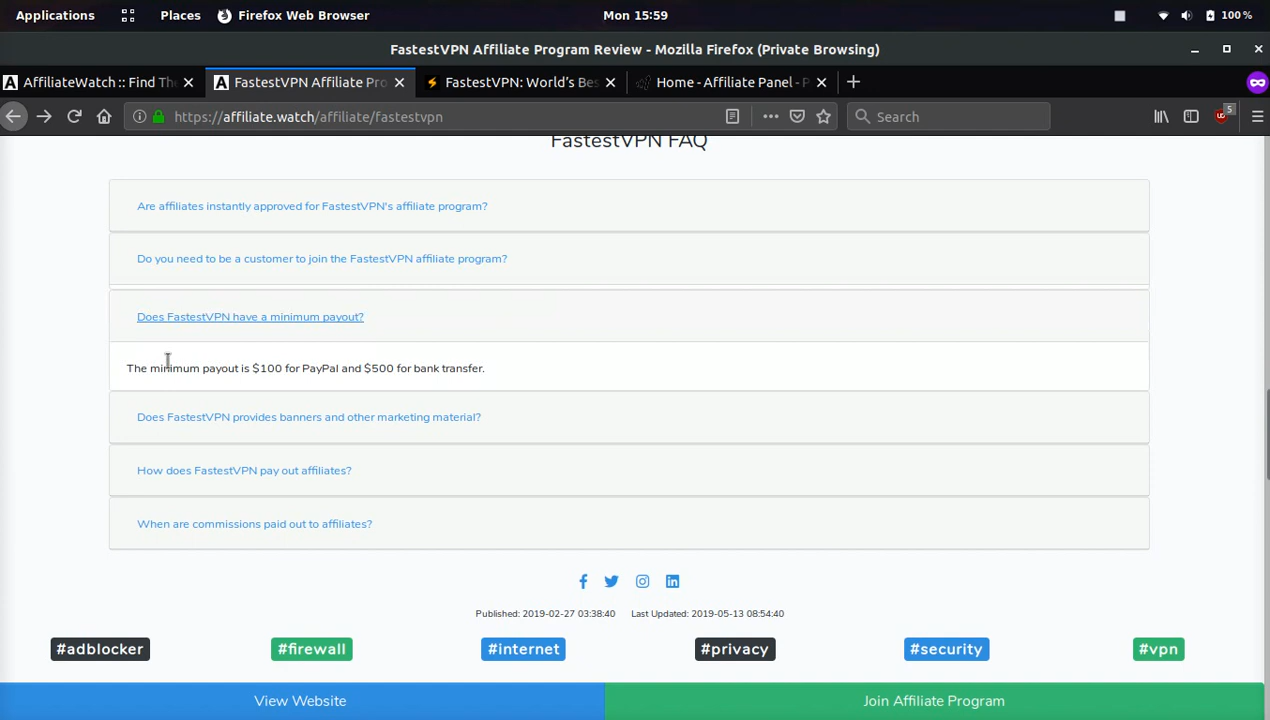 Applications Places Firefox Web Browser Mon 15:59 100 %
FastestVPN Affiliate Program Review - Mozilla Firefox (Private Browsing)
AffiliateWatch :: Find The FastestVPN Affiliate Pro FastestVPN: World's Bes Home - Affiliate Panel - P
https://affiliate.watch/affiliate/fastestvpn Search 5
FastestVPN FAQ
Are affiliates instantly approved for FastestVPN's affiliate program?
Do you need to be a customer to join the FastestVPN affiliate program?
Does FastestVPN have a minimum payout?
The minimum payout is $100 for PayPal and $500 for bank transfer.
Does FastestVPN provides banners and other marketing material?
How does FastestVPN pay out affiliates?
When are commissions paid out to affiliates?
Published: 2019-02-27 03:38:40 Last Updated: 2019-05-13 08:54:40
#adblocker #firewall #internet #privacy #security #vpn
View Website Join Affiliate Program